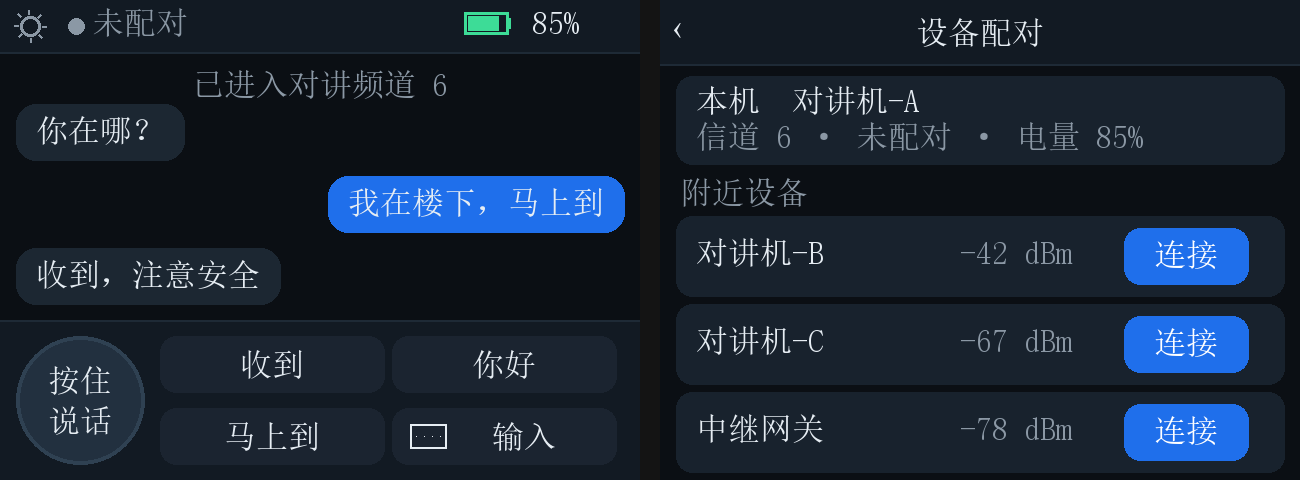 未配对 85%
已进入对讲频道 6
你在哪？
我在楼下，马上到
收到，注意安全
按住
说话
收到
你好
马上到
输入
‹ 设备配对
本机 对讲机-A
信道 6 • 未配对 • 电量 85%
附近设备
对讲机-B -42 dBm 连接
对讲机-C -67 dBm 连接
中继网关 -78 dBm 连接